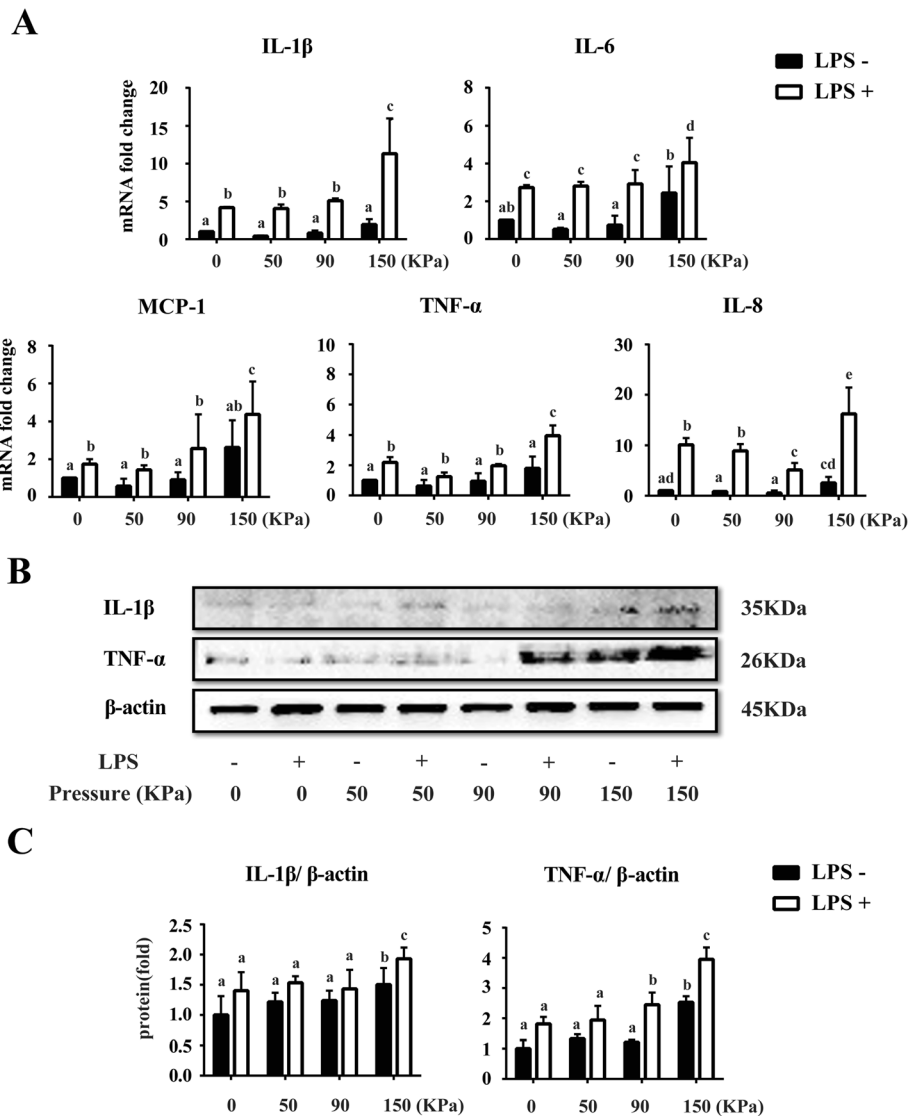 A
IL-1β
IL-6
LPS -
LPS +
mRNA fold change
20
15
10
5
0
a b a b a b a c
0 50 90 150 (KPa)
8
6
4
2
0
ab c a c a c b d
0 50 90 150 (KPa)
MCP-1
TNF-α
IL-8
mRNA fold change
8
6
4
2
0
a b a b a b ab c
0 50 90 150 (KPa)
10
8
6
4
2
0
a b a b a b a c
0 50 90 150 (KPa)
30
20
10
0
ad b a b a c cd e
0 50 90 150 (KPa)
B
IL-1β 35KDa
TNF-α 26KDa
β-actin 45KDa
LPS - + - + - + - +
Pressure (KPa) 0 0 50 50 90 90 150 150
C
IL-1β/ β-actin
TNF-α/ β-actin
LPS -
LPS +
protein(fold)
2.5
2.0
1.5
1.0
0.5
0.0
a a a a a a b c
0 50 90 150 (KPa)
5
4
3
2
1
0
a a a a a b b c
0 50 90 150 (KPa)